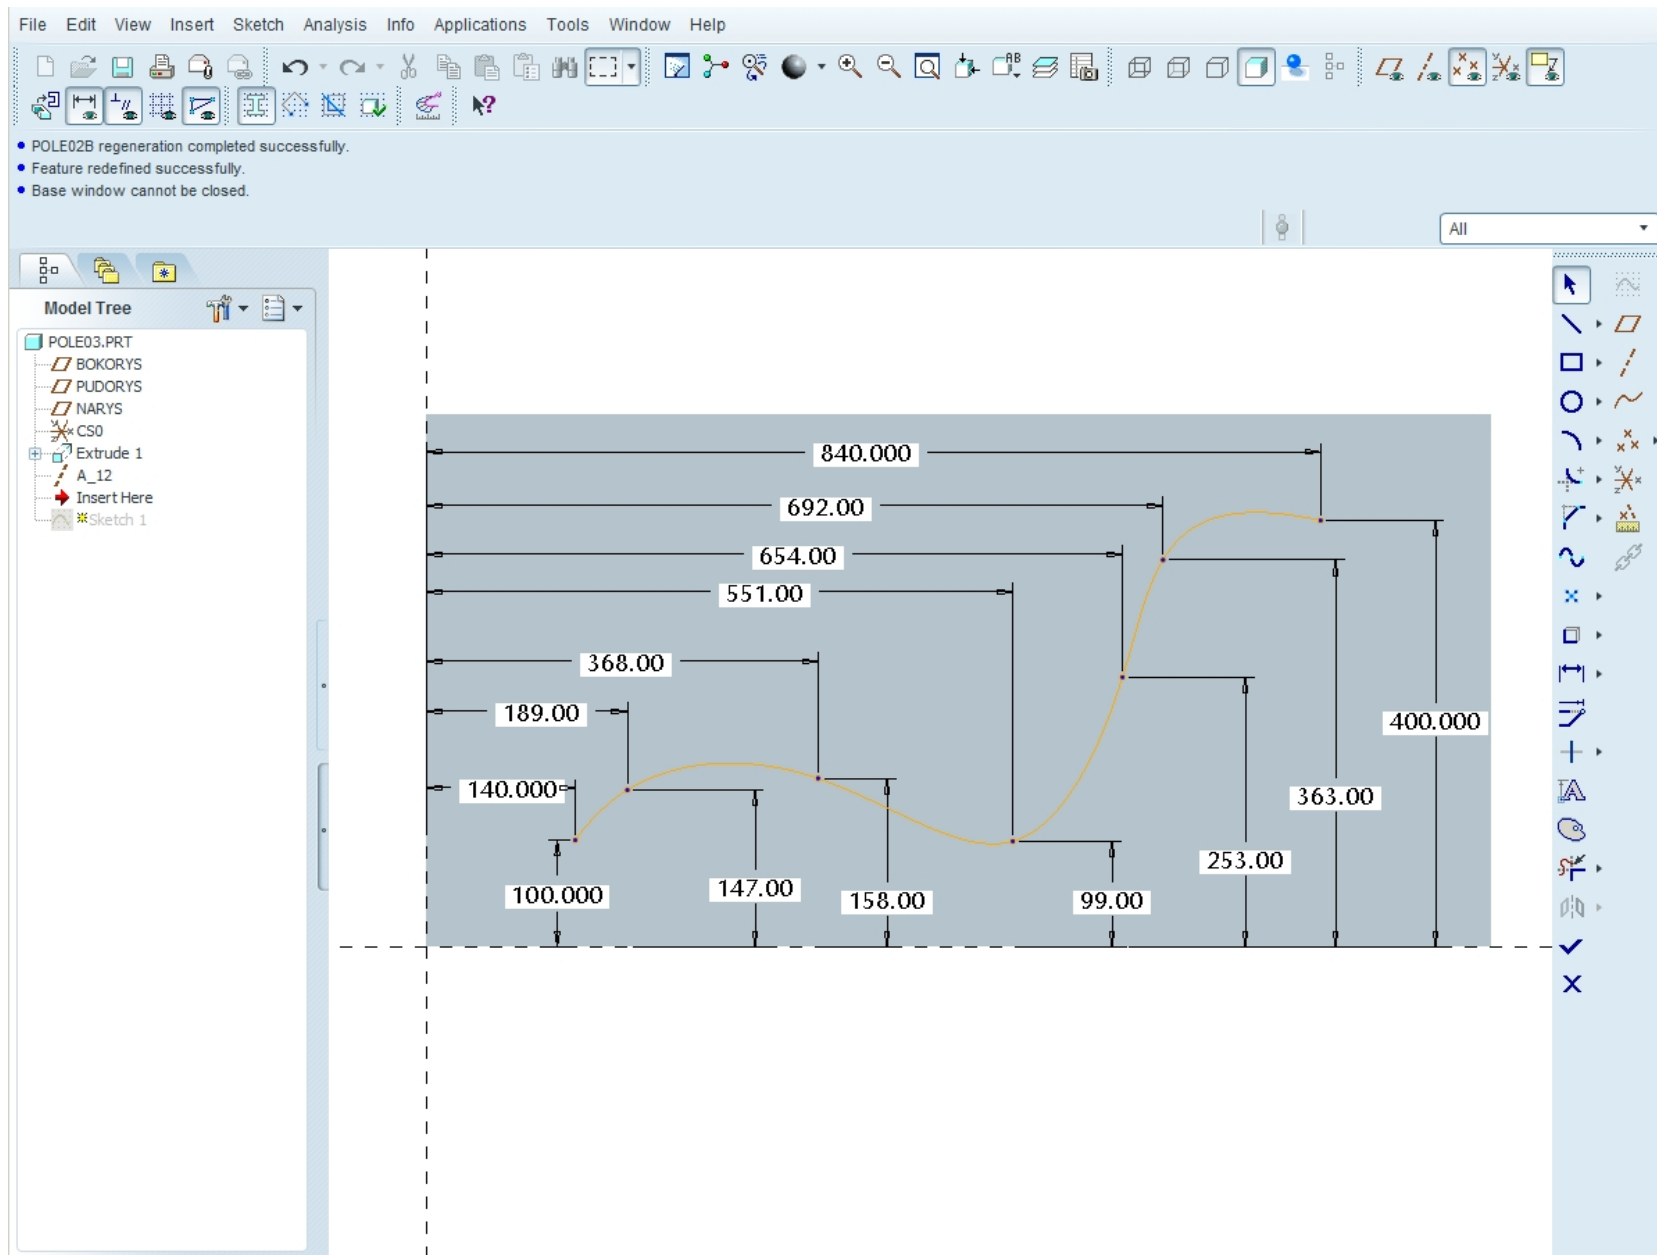 File Edit View Insert Sketch Analysis Info Applications Tools Window Help
POLE02B regeneration completed successfully.
Feature redefined successfully.
Base window cannot be closed.
All
Model Tree
POLE03.PRT
BOKORYS
PUDORYS
NARYS
CS0
Extrude 1
A_12
Insert Here
Sketch 1
840.000
692.00
654.00
551.00
368.00
189.00
400.000
140.000
363.00
253.00
147.00
100.000
158.00
99.00